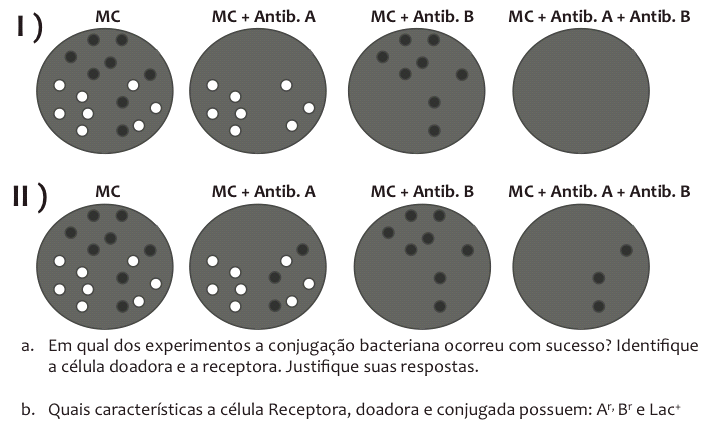 I )
MC
MC + Antib. A
MC + Antib. B
MC + Antib. A + Antib. B
II )
MC
MC + Antib. A
MC + Antib. B
MC + Antib. A + Antib. B
a. Em qual dos experimentos a conjugação bacteriana ocorreu com sucesso? Identifique
a célula doadora e a receptora. Justifique suas respostas.
b. Quais características a célula Receptora, doadora e conjugada possuem: Aʳ, Bʳ e Lac⁺